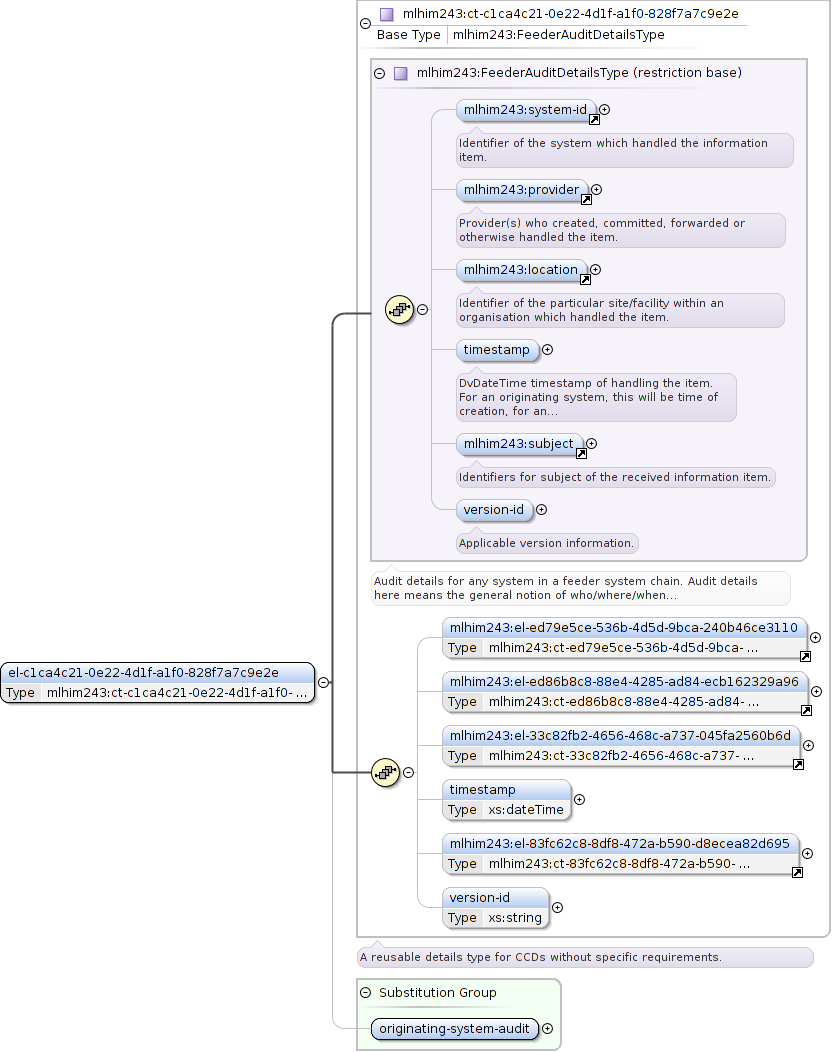 mlhim243:ct-c1ca4c21-0e22-4d1f-a1f0-828f7a7c9e2e
Base Type mlhim243:FeederAuditDetailsType
mlhim243:FeederAuditDetailsType (restriction base)
mlhim243:system-id
Identifier of the system which handled the information
item.
mlhim243:provider
Provider(s) who created, committed, forwarded or
otherwise handled the item.
mlhim243:location
Identifier of the particular site/facility within an
organisation which handled the item.
timestamp
DvDateTime timestamp of handling the item.
For an originating system, this will be time of
creation, for an...
mlhim243:subject
Identifiers for subject of the received information item.
version-id
Applicable version information.
Audit details for any system in a feeder system chain. Audit details
here means the general notion of who/where/when...
el-c1ca4c21-0e22-4d1f-a1f0-828f7a7c9e2e
Type mlhim243:ct-c1ca4c21-0e22-4d1f-a1f0- ...
mlhim243:el-ed79e5ce-536b-4d5d-9bca-240b46ce3110
Type mlhim243:ct-ed79e5ce-536b-4d5d-9bca- ...
mlhim243:el-ed86b8c8-88e4-4285-ad84-ecb162329a96
Type mlhim243:ct-ed86b8c8-88e4-4285-ad84- ...
mlhim243:el-33c82fb2-4656-468c-a737-045fa2560b6d
Type mlhim243:ct-33c82fb2-4656-468c-a737- ...
timestamp
Type xs:dateTime
mlhim243:el-83fc62c8-8df8-472a-b590-d8ecea82d695
Type mlhim243:ct-83fc62c8-8df8-472a-b590- ...
version-id
Type xs:string
A reusable details type for CCDs without specific requirements.
Substitution Group
originating-system-audit